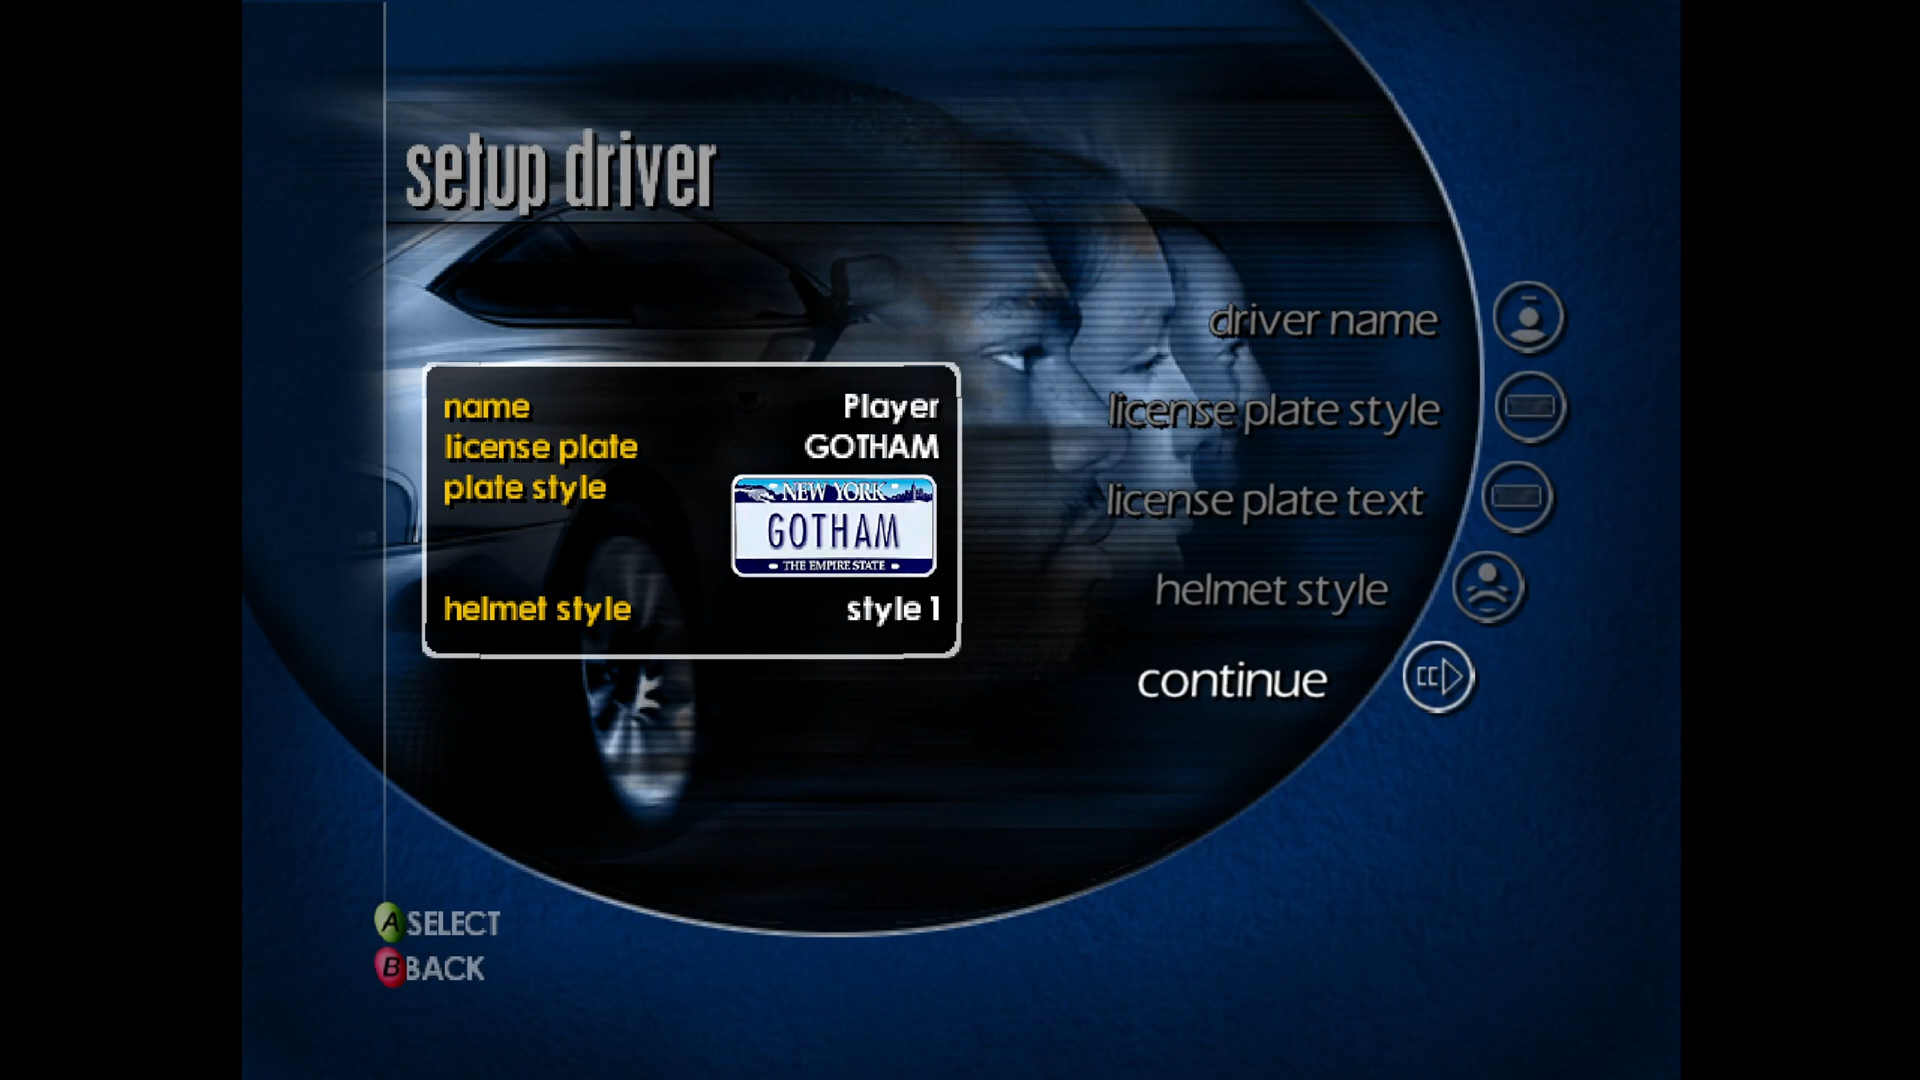 setup driver
name Player
license plate GOTHAM
plate style
NEW YORK
GOTHAM
THE EMPIRE STATE
helmet style style 1
driver name
license plate style
license plate text
helmet style
continue
A SELECT
B BACK